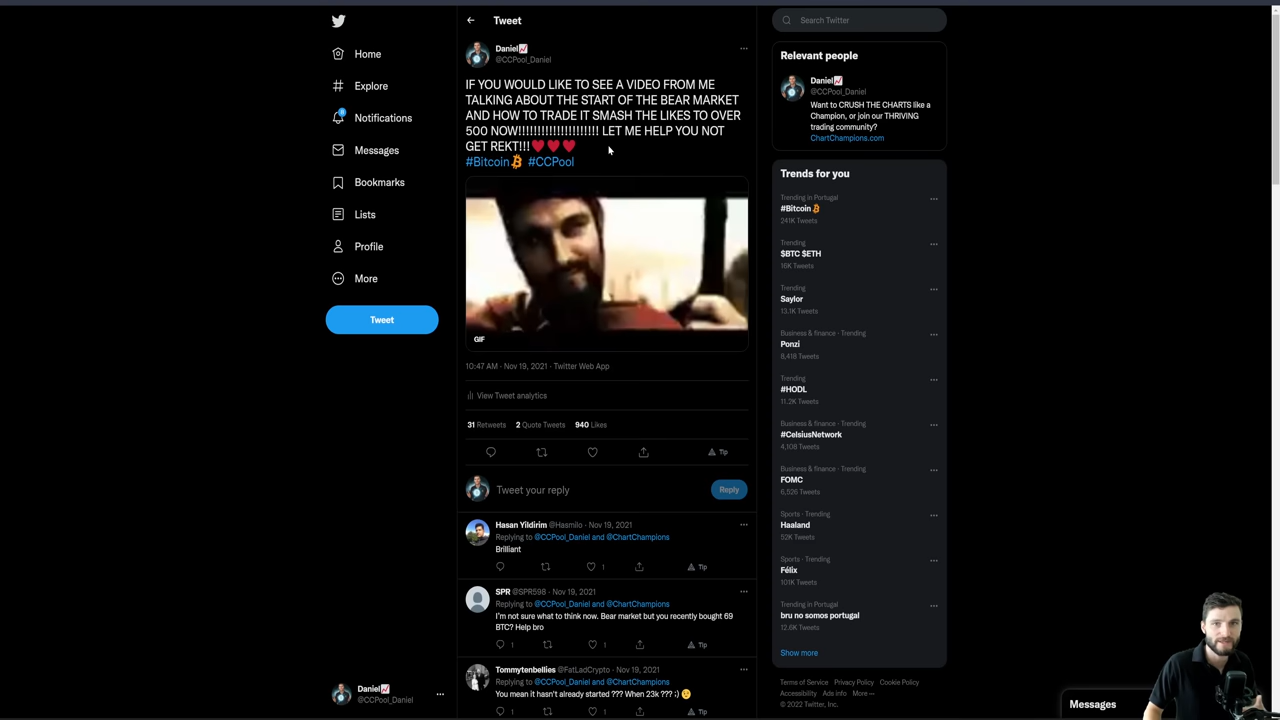 Home
Explore
8
Notifications
Messages
Bookmarks
Lists
Profile
More
Tweet
Daniel📈
@CCPool_Daniel
Tweet
Daniel📈
@CCPool_Daniel
IF YOU WOULD LIKE TO SEE A VIDEO FROM ME
TALKING ABOUT THE START OF THE BEAR MARKET
AND HOW TO TRADE IT SMASH THE LIKES TO OVER
500 NOW!!!!!!!!!!!!!!!!!!!!! LET ME HELP YOU NOT
GET REKT!!!❤️❤️❤️
#Bitcoin #CCPool
GIF
10:47 AM · Nov 19, 2021 · Twitter Web App
View Tweet analytics
31 Retweets 2 Quote Tweets 940 Likes
Tip
Tweet your reply
Reply
Hasan Yildirim @Hasmilo · Nov 19, 2021
Replying to @CCPool_Daniel and @ChartChampions
Brilliant
1 Tip
SPR @SPR598 · Nov 19, 2021
Replying to @CCPool_Daniel and @ChartChampions
I'm not sure what to think now. Bear market but you recently bought 69
BTC? Help bro
1 1 Tip
Tommytenbellies @FatLadCrypto · Nov 19, 2021
Replying to @CCPool_Daniel and @ChartChampions
You mean it hasn't already started ??? When 23k ??? :) 🤨
1 1 Tip
Search Twitter
Relevant people
Daniel📈
@CCPool_Daniel
Want to CRUSH THE CHARTS like a
Champion, or join our THRIVING
trading community?
ChartChampions.com
Trends for you
Trending in Portugal
#Bitcoin
241K Tweets
Trending
$BTC $ETH
16K Tweets
Trending
Saylor
13.1K Tweets
Business & finance · Trending
Ponzi
8,418 Tweets
Trending
#HODL
11.2K Tweets
Business & finance · Trending
#CelsiusNetwork
4,108 Tweets
Business & finance · Trending
FOMC
6,526 Tweets
Sports · Trending
Haaland
52K Tweets
Sports · Trending
Félix
101K Tweets
Trending in Portugal
bru no somos portugal
12.6K Tweets
Show more
Terms of Service Privacy Policy Cookie Policy
Accessibility Ads info More
© 2022 Twitter, Inc.
Messages